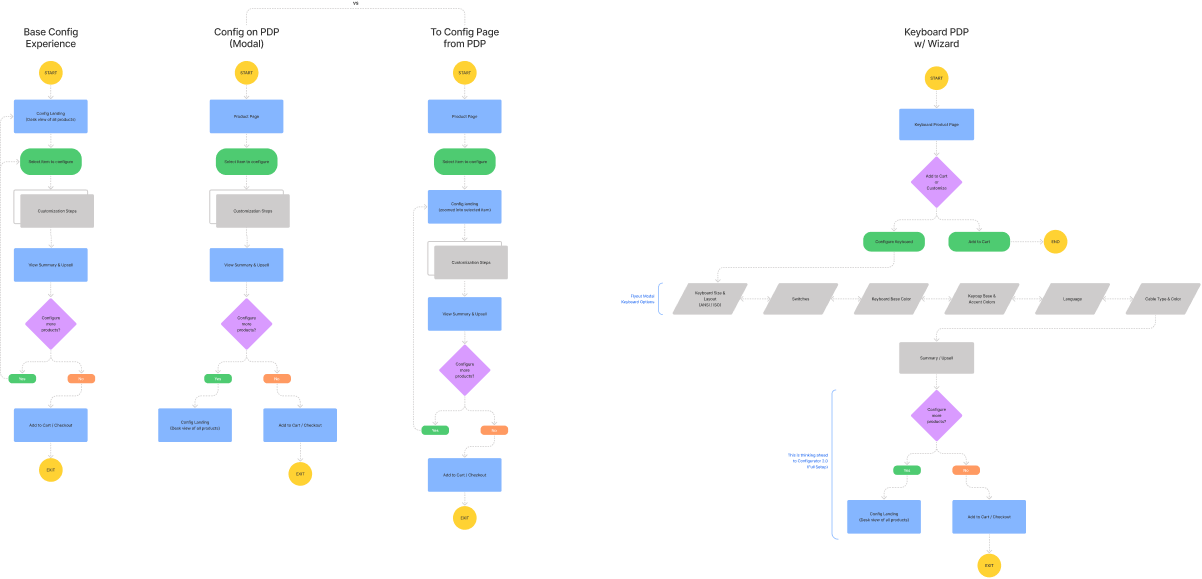 vs
Base Config
Experience
START
Config Landing
(Desk view of all products)
Select item to configure
Customization Steps
View Summary & Upsell
Configure
more
products?
Yes
No
Add to Cart / Checkout
EXIT
Config on PDP
(Modal)
START
Product Page
Select item to configure
Customization Steps
View Summary & Upsell
Configure
more
products?
Yes
No
Config Landing
(Desk view of all products)
Add to Cart / Checkout
EXIT
To Config Page
from PDP
START
Product Page
Select item to configure
Config landing
(zoomed into selected item)
Customization Steps
View Summary & Upsell
Configure
more
products?
Yes
No
Add to Cart / Checkout
EXIT
Keyboard PDP
w/ Wizard
START
Keyboard Product Page
Add to Cart
or
Customize
Configure Keyboard
Add to Cart
END
Flyout Modal
Keyboard Options
Keyboard Size &
Layout
(ANSI / ISO)
Switches
Keyboard Base Color
Keycap Base &
Accent Colors
Language
Cable Type & Color
Summary / Upsell
Configure
more
products?
This is thinking ahead
to Configurator 2.0
(Full Setup)
Yes
No
Config Landing
(Desk view of all products)
Add to Cart / Checkout
EXIT